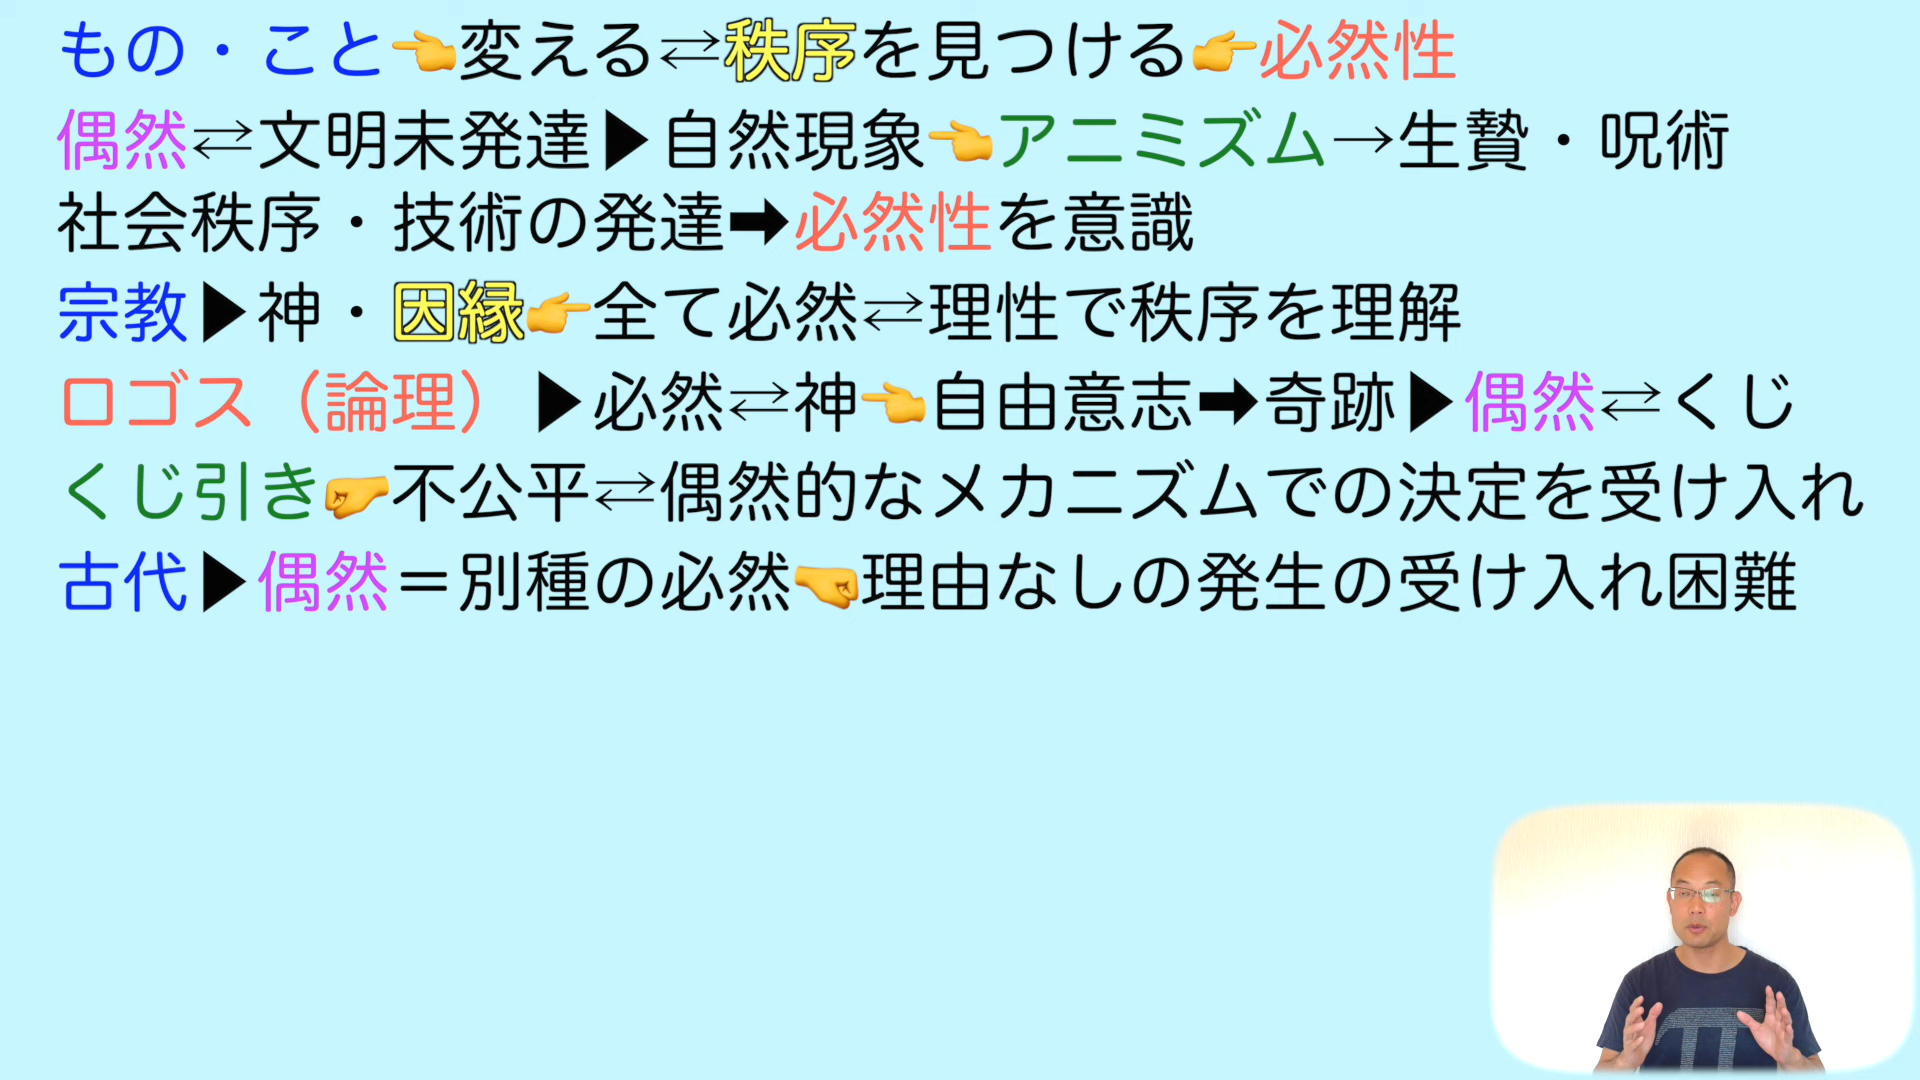 もの・こと👈変える⇄秩序を見つける👉必然性
偶然⇄文明未発達▶自然現象👈アニミズム→生贄・呪術
社会秩序・技術の発達➡必然性を意識
宗教▶神・因縁👉全て必然⇄理性で秩序を理解
ロゴス（論理）▶必然⇄神👈自由意志➡奇跡▶偶然⇄くじ
くじ引き🤛不公平⇄偶然的なメカニズムでの決定を受け入れ
古代▶偶然＝別種の必然🤜理由なしの発生の受け入れ困難